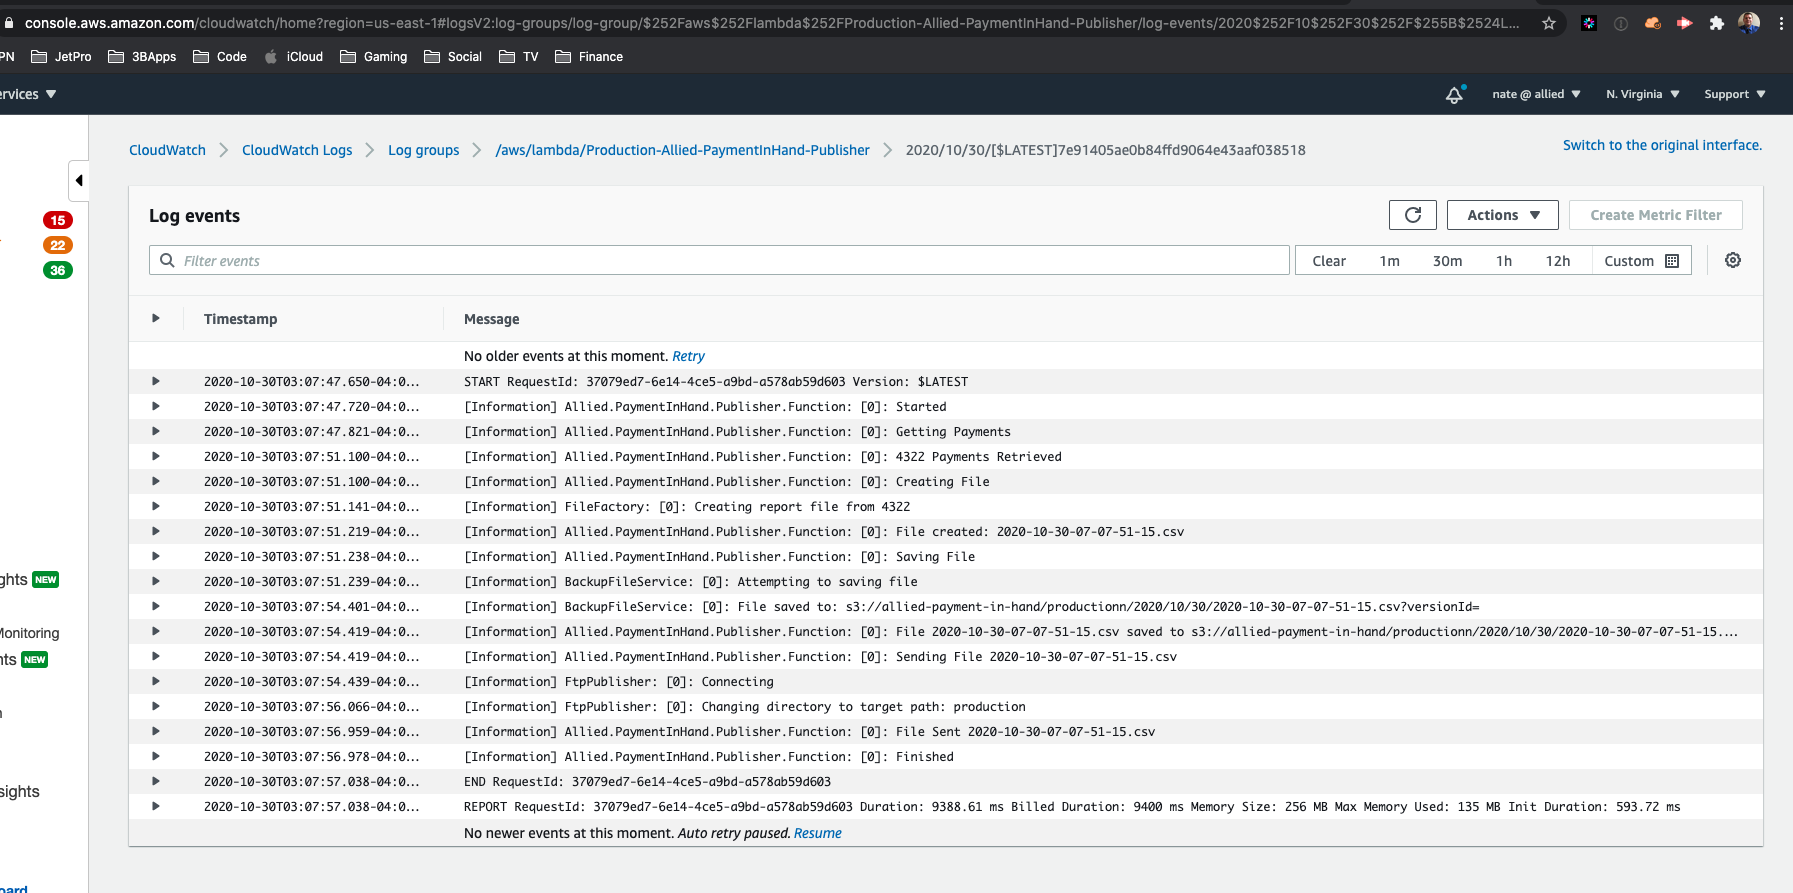 console.aws.amazon.com/cloudwatch/home?region=us-east-1#logsV2:log-groups/log-group/$252Faws$252Flambda$252FProduction-Allied-PaymentInHand-Publisher/log-events/2020$252F10$252F30$252F$255B$2524L...
PN JetPro 3BApps Code iCloud Gaming Social TV Finance
ervices nate @ allied N. Virginia Support
CloudWatch CloudWatch Logs Log groups /aws/lambda/Production-Allied-PaymentInHand-Publisher 2020/10/30/[$LATEST]7e91405ae0b84ffd9064e43aaf038518 Switch to the original interface.
15
22
36
ghts NEW
Monitoring
nts NEW
n
sights
oard
Log events Actions Create Metric Filter
Filter events Clear 1m 30m 1h 12h Custom
Timestamp Message
No older events at this moment. Retry
2020-10-30T03:07:47.650-04:0... START RequestId: 37079ed7-6e14-4ce5-a9bd-a578ab59d603 Version: $LATEST
2020-10-30T03:07:47.720-04:0... [Information] Allied.PaymentInHand.Publisher.Function: [0]: Started
2020-10-30T03:07:47.821-04:0... [Information] Allied.PaymentInHand.Publisher.Function: [0]: Getting Payments
2020-10-30T03:07:51.100-04:0... [Information] Allied.PaymentInHand.Publisher.Function: [0]: 4322 Payments Retrieved
2020-10-30T03:07:51.100-04:0... [Information] Allied.PaymentInHand.Publisher.Function: [0]: Creating File
2020-10-30T03:07:51.141-04:0... [Information] FileFactory: [0]: Creating report file from 4322
2020-10-30T03:07:51.219-04:0... [Information] Allied.PaymentInHand.Publisher.Function: [0]: File created: 2020-10-30-07-07-51-15.csv
2020-10-30T03:07:51.238-04:0... [Information] Allied.PaymentInHand.Publisher.Function: [0]: Saving File
2020-10-30T03:07:51.239-04:0... [Information] BackupFileService: [0]: Attempting to saving file
2020-10-30T03:07:54.401-04:0... [Information] BackupFileService: [0]: File saved to: s3://allied-payment-in-hand/productionn/2020/10/30/2020-10-30-07-07-51-15.csv?versionId=
2020-10-30T03:07:54.419-04:0... [Information] Allied.PaymentInHand.Publisher.Function: [0]: File 2020-10-30-07-07-51-15.csv saved to s3://allied-payment-in-hand/productionn/2020/10/30/2020-10-30-07-07-51-15....
2020-10-30T03:07:54.419-04:0... [Information] Allied.PaymentInHand.Publisher.Function: [0]: Sending File 2020-10-30-07-07-51-15.csv
2020-10-30T03:07:54.439-04:0... [Information] FtpPublisher: [0]: Connecting
2020-10-30T03:07:56.066-04:0... [Information] FtpPublisher: [0]: Changing directory to target path: production
2020-10-30T03:07:56.959-04:0... [Information] Allied.PaymentInHand.Publisher.Function: [0]: File Sent 2020-10-30-07-07-51-15.csv
2020-10-30T03:07:56.978-04:0... [Information] Allied.PaymentInHand.Publisher.Function: [0]: Finished
2020-10-30T03:07:57.038-04:0... END RequestId: 37079ed7-6e14-4ce5-a9bd-a578ab59d603
2020-10-30T03:07:57.038-04:0... REPORT RequestId: 37079ed7-6e14-4ce5-a9bd-a578ab59d603 Duration: 9388.61 ms Billed Duration: 9400 ms Memory Size: 256 MB Max Memory Used: 135 MB Init Duration: 593.72 ms
No newer events at this moment. Auto retry paused. Resume